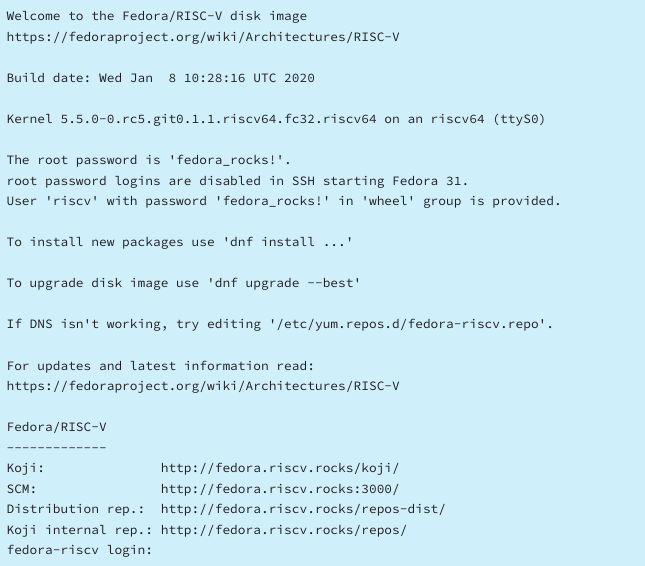 Welcome to the Fedora/RISC-V disk image
https://fedoraproject.org/wiki/Architectures/RISC-V
Build date: Wed Jan  8 10:28:16 UTC 2020
Kernel 5.5.0-0.rc5.git0.1.1.riscv64.fc32.riscv64 on an riscv64 (ttyS0)
The root password is 'fedora_rocks!'.
root password logins are disabled in SSH starting Fedora 31.
User 'riscv' with password 'fedora_rocks!' in 'wheel' group is provided.
To install new packages use 'dnf install ...'
To upgrade disk image use 'dnf upgrade --best'
If DNS isn't working, try editing '/etc/yum.repos.d/fedora-riscv.repo'.
For updates and latest information read:
https://fedoraproject.org/wiki/Architectures/RISC-V
Fedora/RISC-V
-------------
Koji:               http://fedora.riscv.rocks/koji/
SCM:                http://fedora.riscv.rocks:3000/
Distribution rep.:  http://fedora.riscv.rocks/repos-dist/
Koji internal rep.: http://fedora.riscv.rocks/repos/
fedora-riscv login: